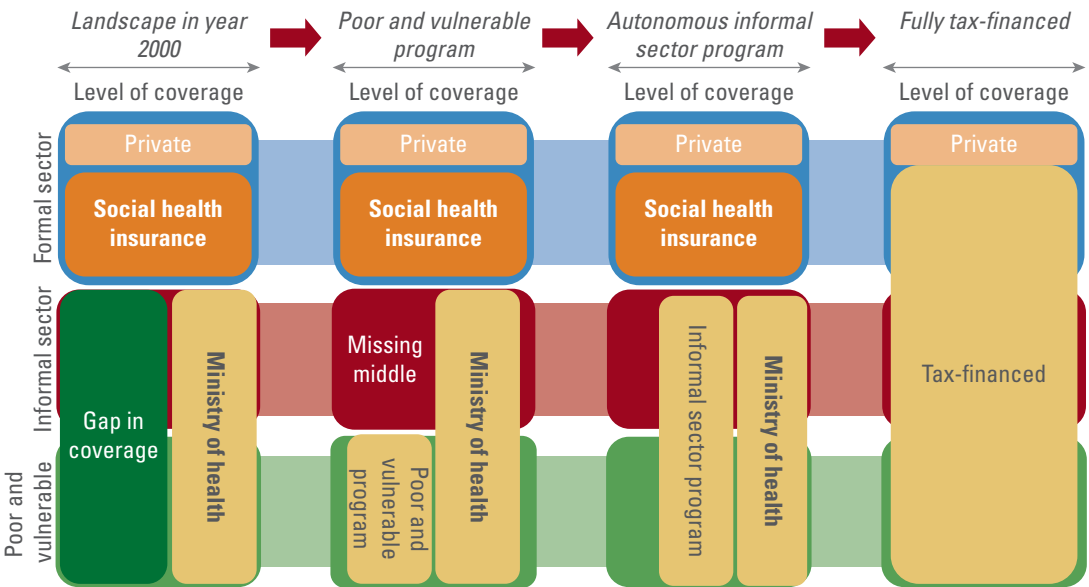 Landscape in year
2000
Poor and vulnerable
program
Autonomous informal
sector program
Fully tax-financed
Level of coverage
Level of coverage
Level of coverage
Level of coverage
Formal sector
Private
Social health
insurance
Private
Social health
insurance
Private
Social health
insurance
Private
Informal sector
Gap in
coverage
Ministry of health
Missing
middle
Ministry of health
Informal sector program
Ministry of health
Tax-financed
Poor and
vulnerable
Poor and
vulnerable
program